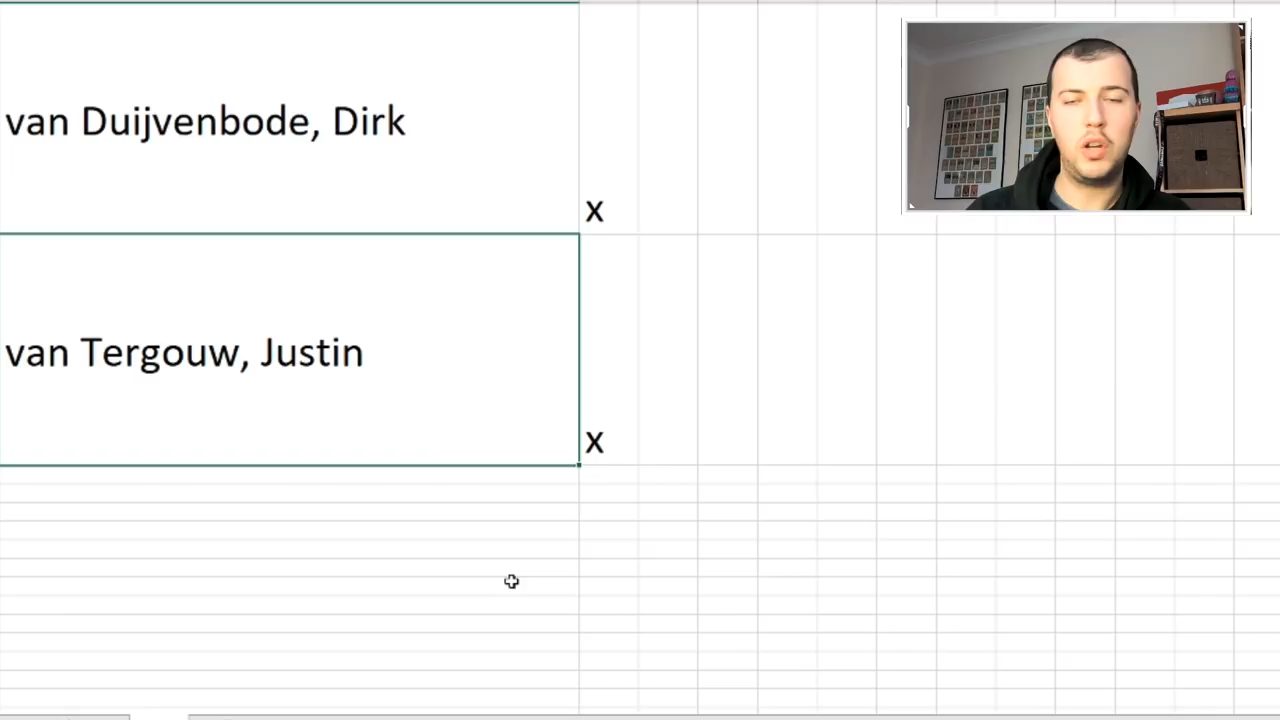 van Duijvenbode, Dirk
x
van Tergouw, Justin
x